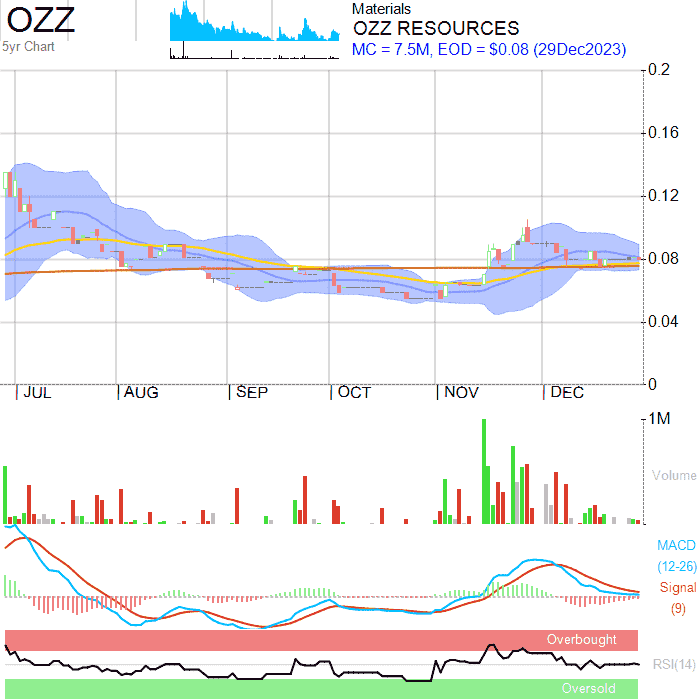 OZZ
5yr Chart
Materials
OZZ RESOURCES
MC = 7.5M, EOD = $0.08 (29Dec2023)
0.2
0.16
0.12
0.08
0.04
0
JUL AUG SEP OCT NOV DEC
1M
Volume
MACD
(12-26)
Signal
(9)
Overbought
RSI(14)
Oversold